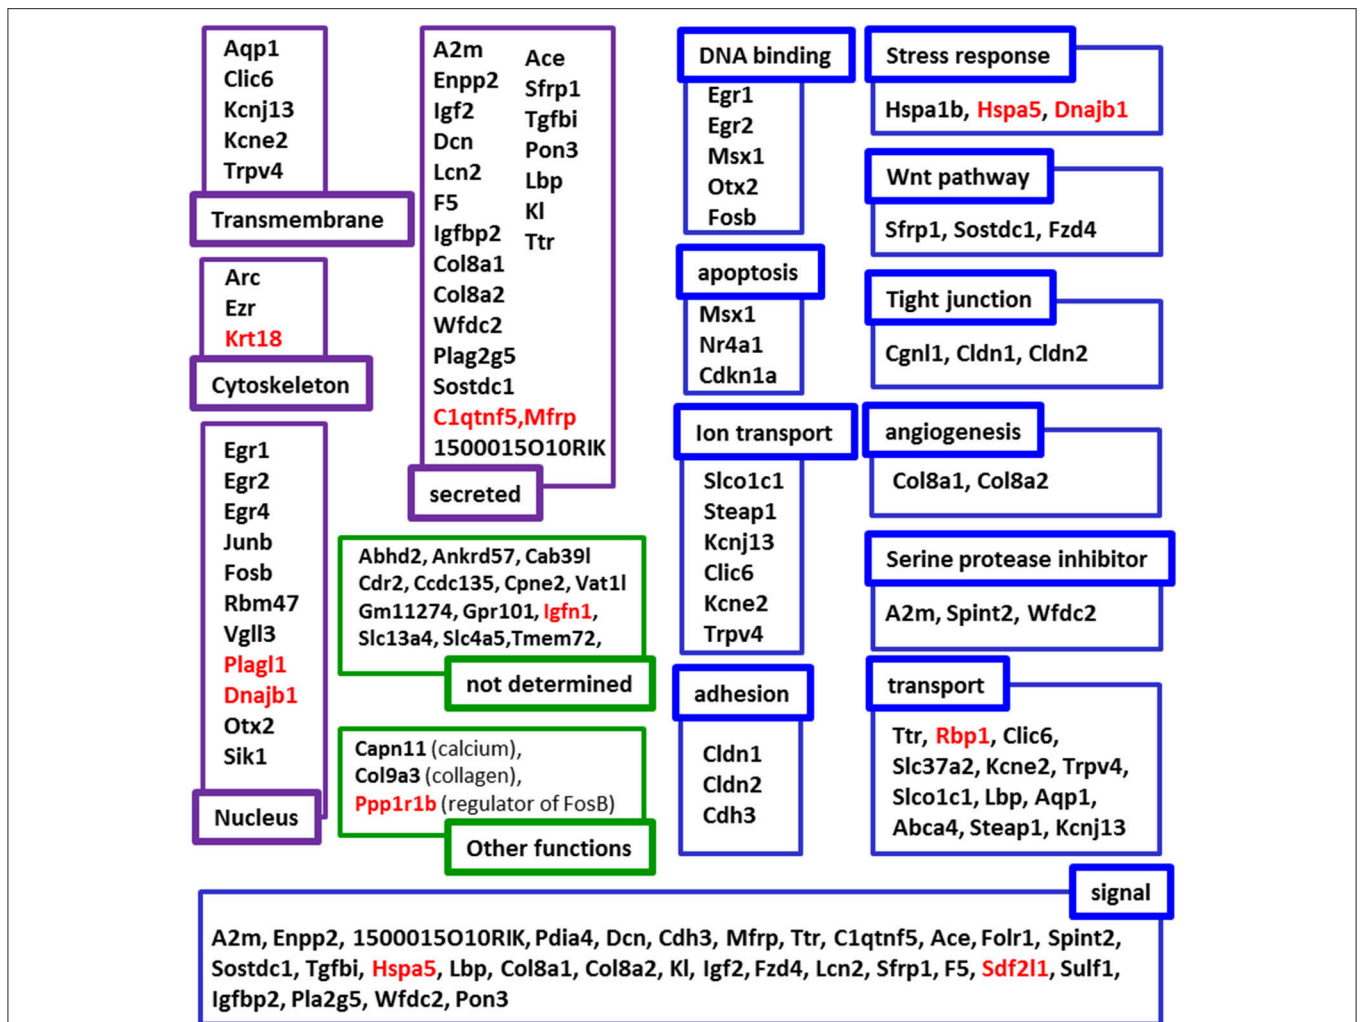 Aqp1
Clic6
Kcnj13
Kcne2
Trpv4
Transmembrane
Arc
Ezr
Krt18
Cytoskeleton
Egr1
Egr2
Egr4
Junb
Fosb
Rbm47
Vgll3
Plagl1
Dnajb1
Otx2
Sik1
Nucleus
A2m
Enpp2
Igf2
Dcn
Lcn2
F5
Igfbp2
Col8a1
Col8a2
Wfdc2
Plag2g5
Sostdc1
C1qtnf5,Mfrp
1500015O10RIK
Ace
Sfrp1
Tgfbi
Pon3
Lbp
Kl
Ttr
secreted
Abhd2, Ankrd57, Cab39l
Cdr2, Ccdc135, Cpne2, Vat1l
Gm11274, Gpr101, Igfn1,
Slc13a4, Slc4a5,Tmem72,
not determined
Capn11 (calcium),
Col9a3 (collagen),
Ppp1r1b (regulator of FosB)
Other functions
DNA binding
Egr1
Egr2
Msx1
Otx2
Fosb
apoptosis
Msx1
Nr4a1
Cdkn1a
Ion transport
Slco1c1
Steap1
Kcnj13
Clic6
Kcne2
Trpv4
adhesion
Cldn1
Cldn2
Cdh3
Stress response
Hspa1b, Hspa5, Dnajb1
Wnt pathway
Sfrp1, Sostdc1, Fzd4
Tight junction
Cgnl1, Cldn1, Cldn2
angiogenesis
Col8a1, Col8a2
Serine protease inhibitor
A2m, Spint2, Wfdc2
transport
Ttr, Rbp1, Clic6,
Slc37a2, Kcne2, Trpv4,
Slco1c1, Lbp, Aqp1,
Abca4, Steap1, Kcnj13
signal
A2m, Enpp2, 1500015O10RIK, Pdia4, Dcn, Cdh3, Mfrp, Ttr, C1qtnf5, Ace, Folr1, Spint2,
Sostdc1, Tgfbi, Hspa5, Lbp, Col8a1, Col8a2, Kl, Igf2, Fzd4, Lcn2, Sfrp1, F5, Sdf2l1, Sulf1,
Igfbp2, Pla2g5, Wfdc2, Pon3